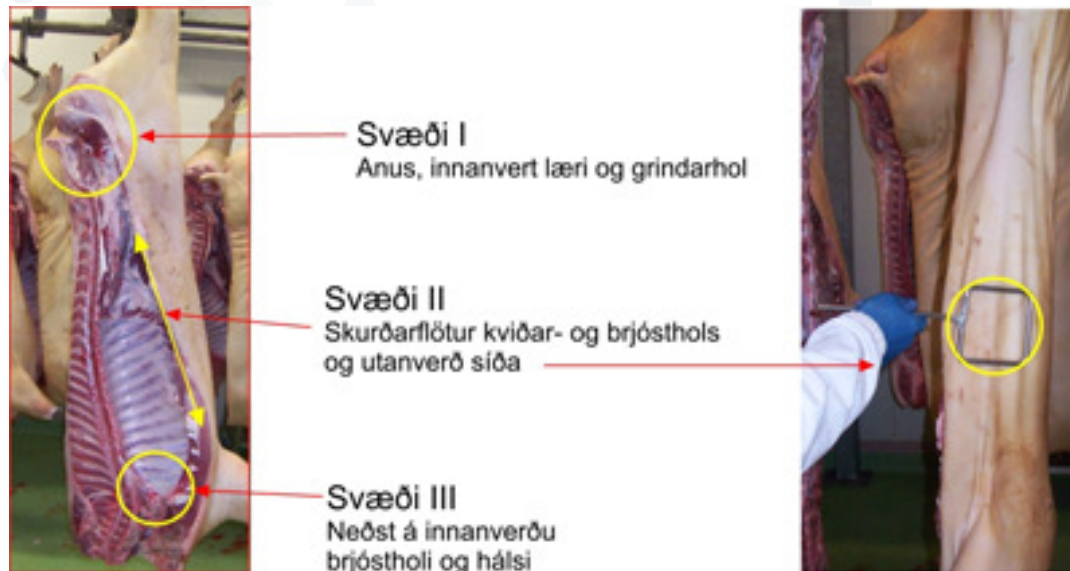 Svæði I
Anus, innanvert læri og grindarhol
Svæði II
Skurðarflötur kviðar- og brjósthols
og utanverð síða
Svæði III
Neðst á innanverðu
brjóstholi og hálsi